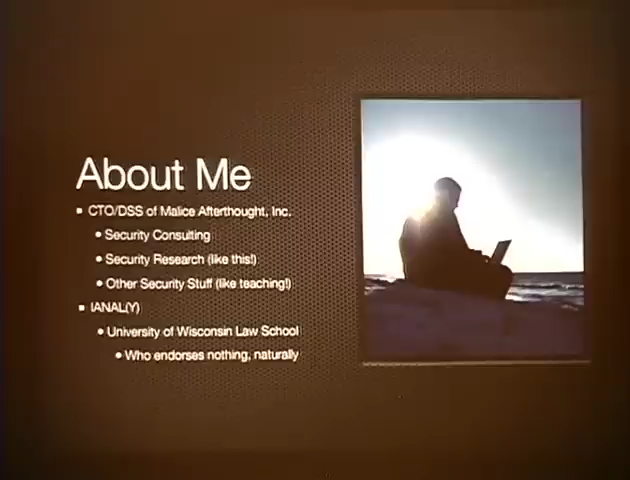 About Me
CTO/DSS of Malice Afterthought, Inc.
Security Consulting
Security Research (like this!)
Other Security Stuff (like teaching!)
IANAL(Y)
University of Wisconsin Law School
Who endorses nothing, naturally